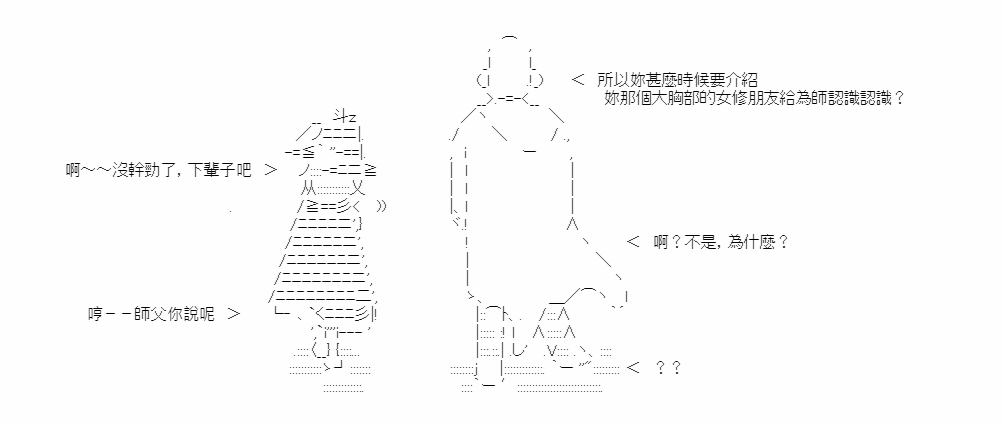 所以妳甚麼時候要介紹
妳那個大胸部的女修朋友給為師認識認識？
啊～～沒幹勁了, 下輩子吧
啊？不是, 為什麼？
哼－－師父你說呢
？？